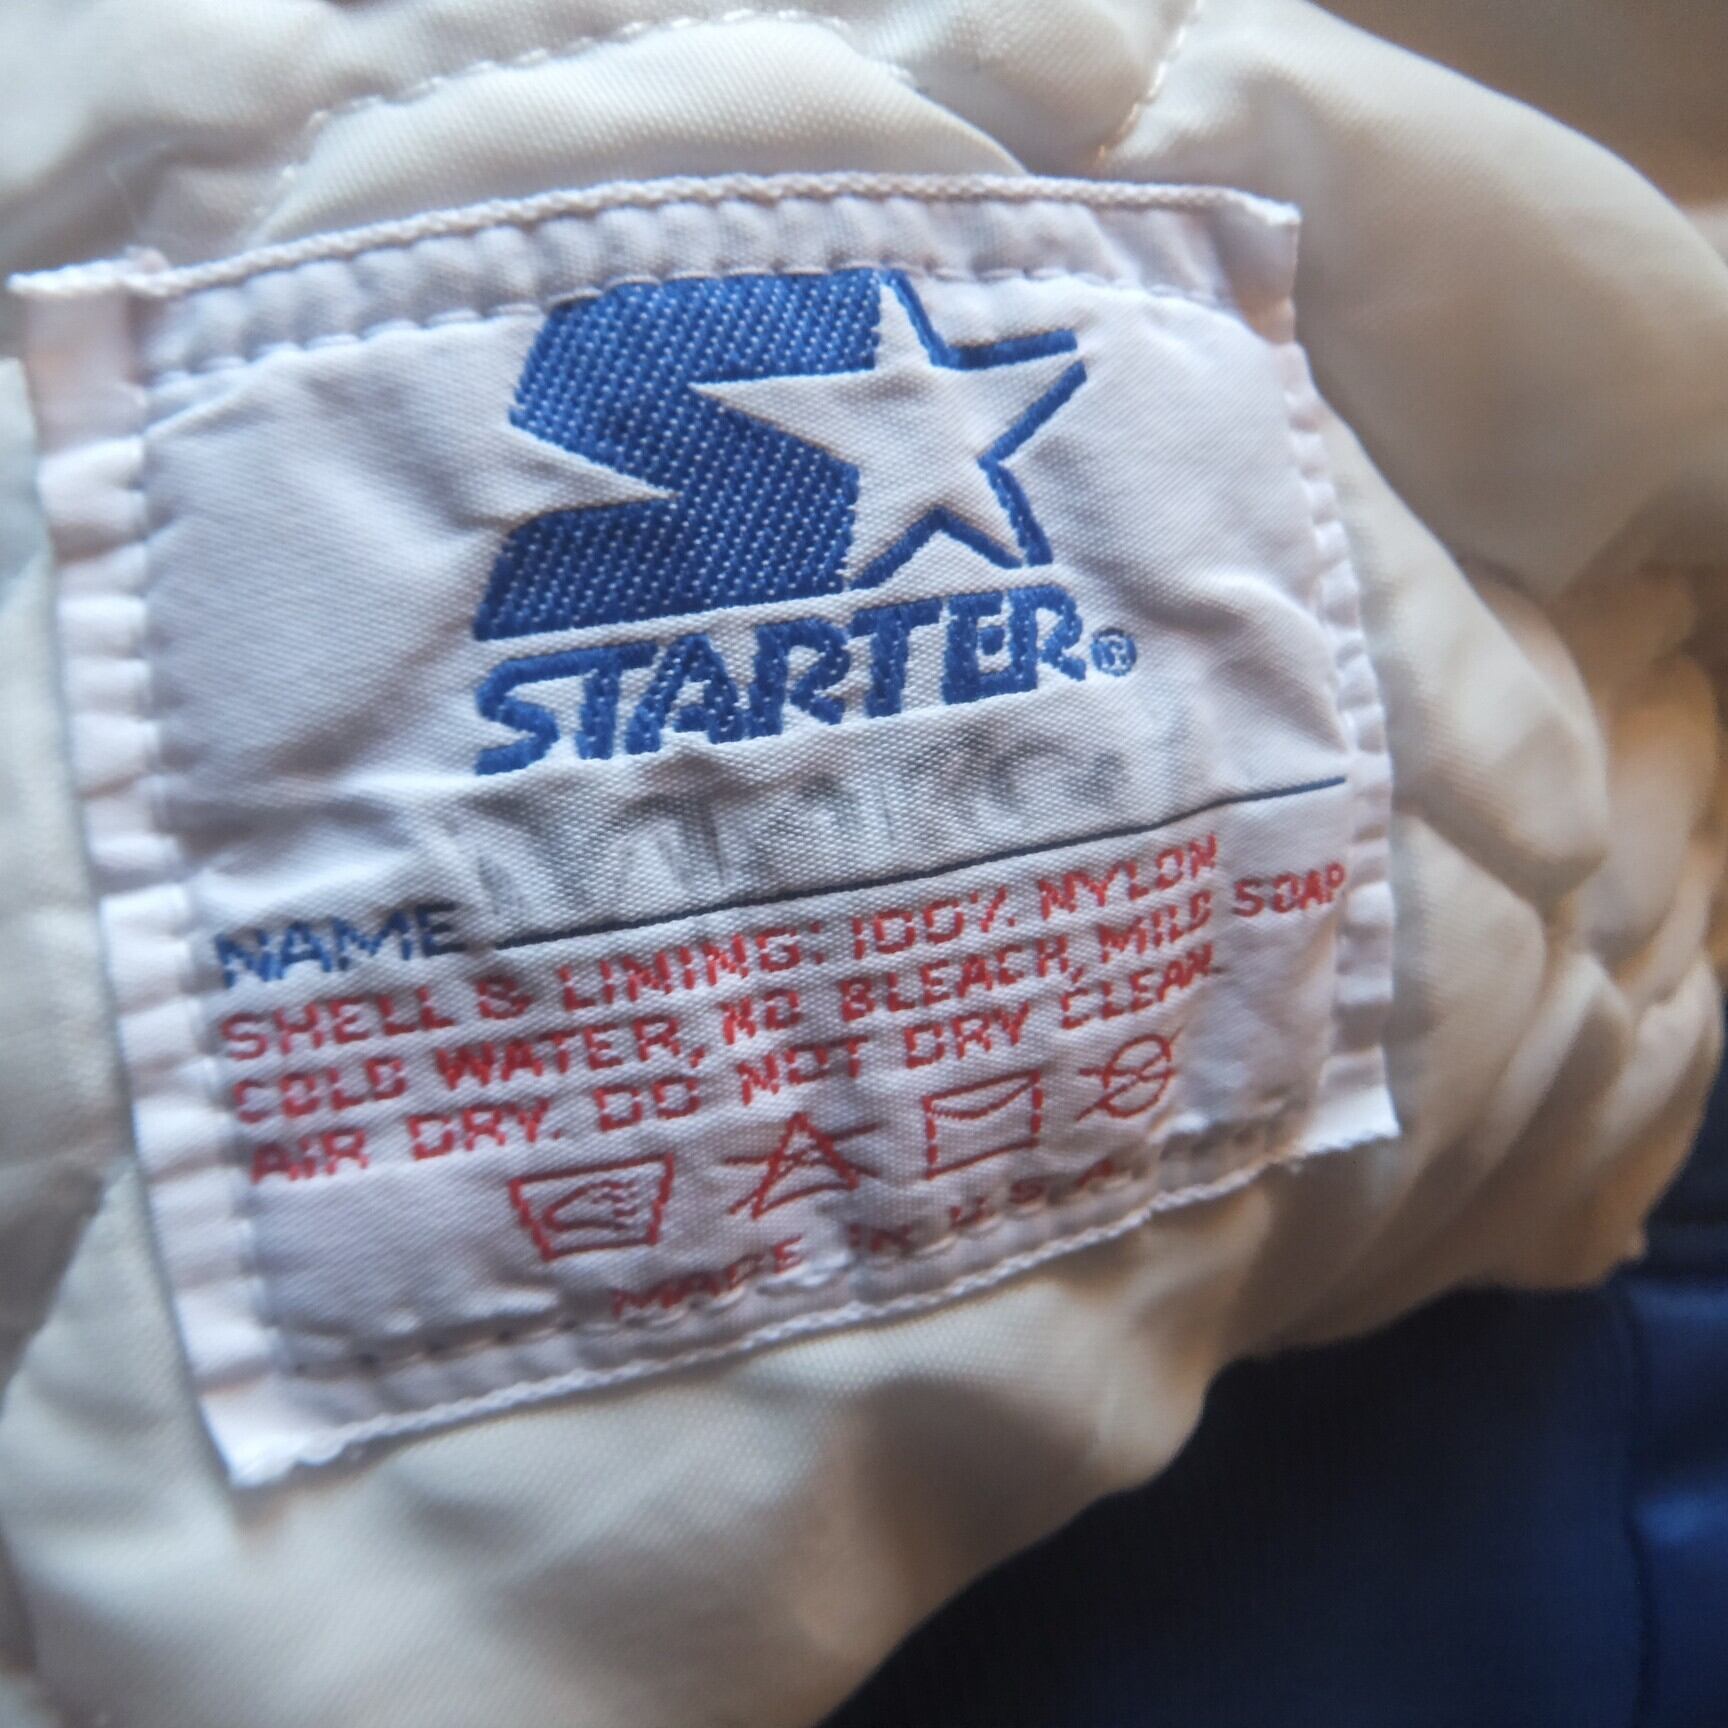 STARTER®
NAME
SHELL & LINING: 100% NYLON
COLD WATER, NO BLEACH, MILD SOAP
AIR DRY. DO NOT DRY CLEAN.
MADE IN U.S.A.